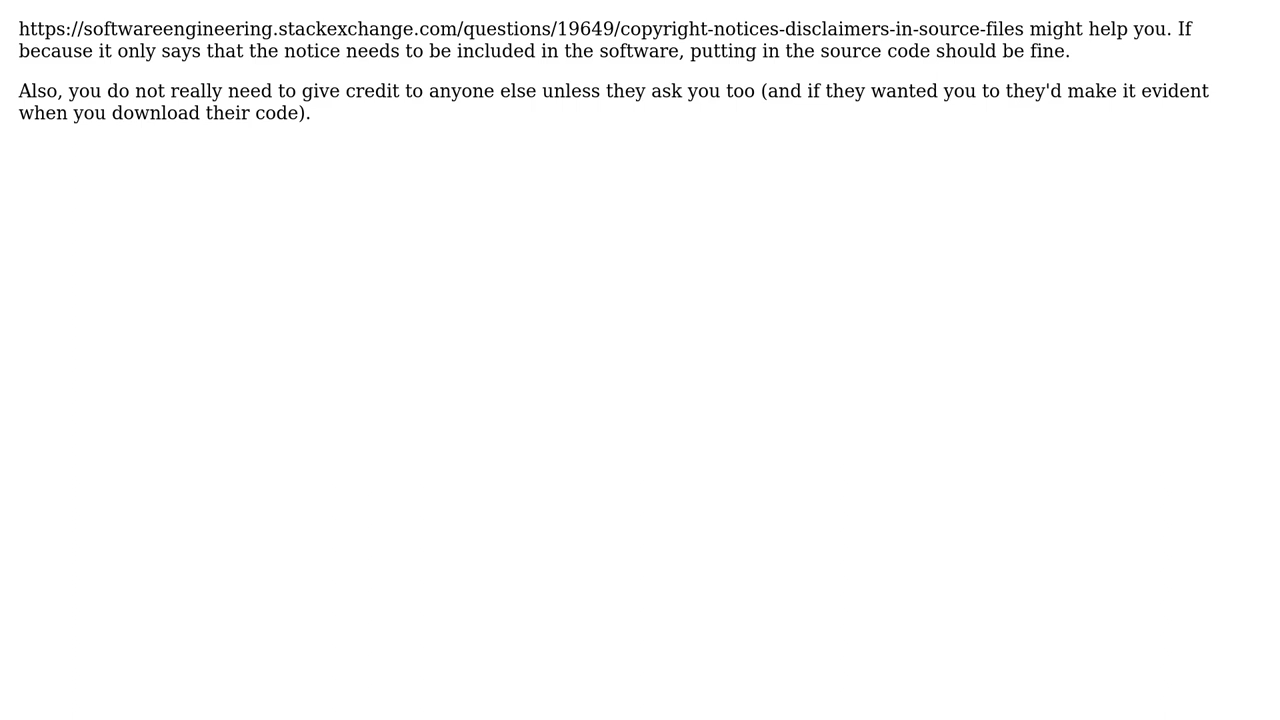 https://softwareengineering.stackexchange.com/questions/19649/copyright-notices-disclaimers-in-source-files might help you. If
because it only says that the notice needs to be included in the software, putting in the source code should be fine.
Also, you do not really need to give credit to anyone else unless they ask you too (and if they wanted you to they'd make it evident
when you download their code).